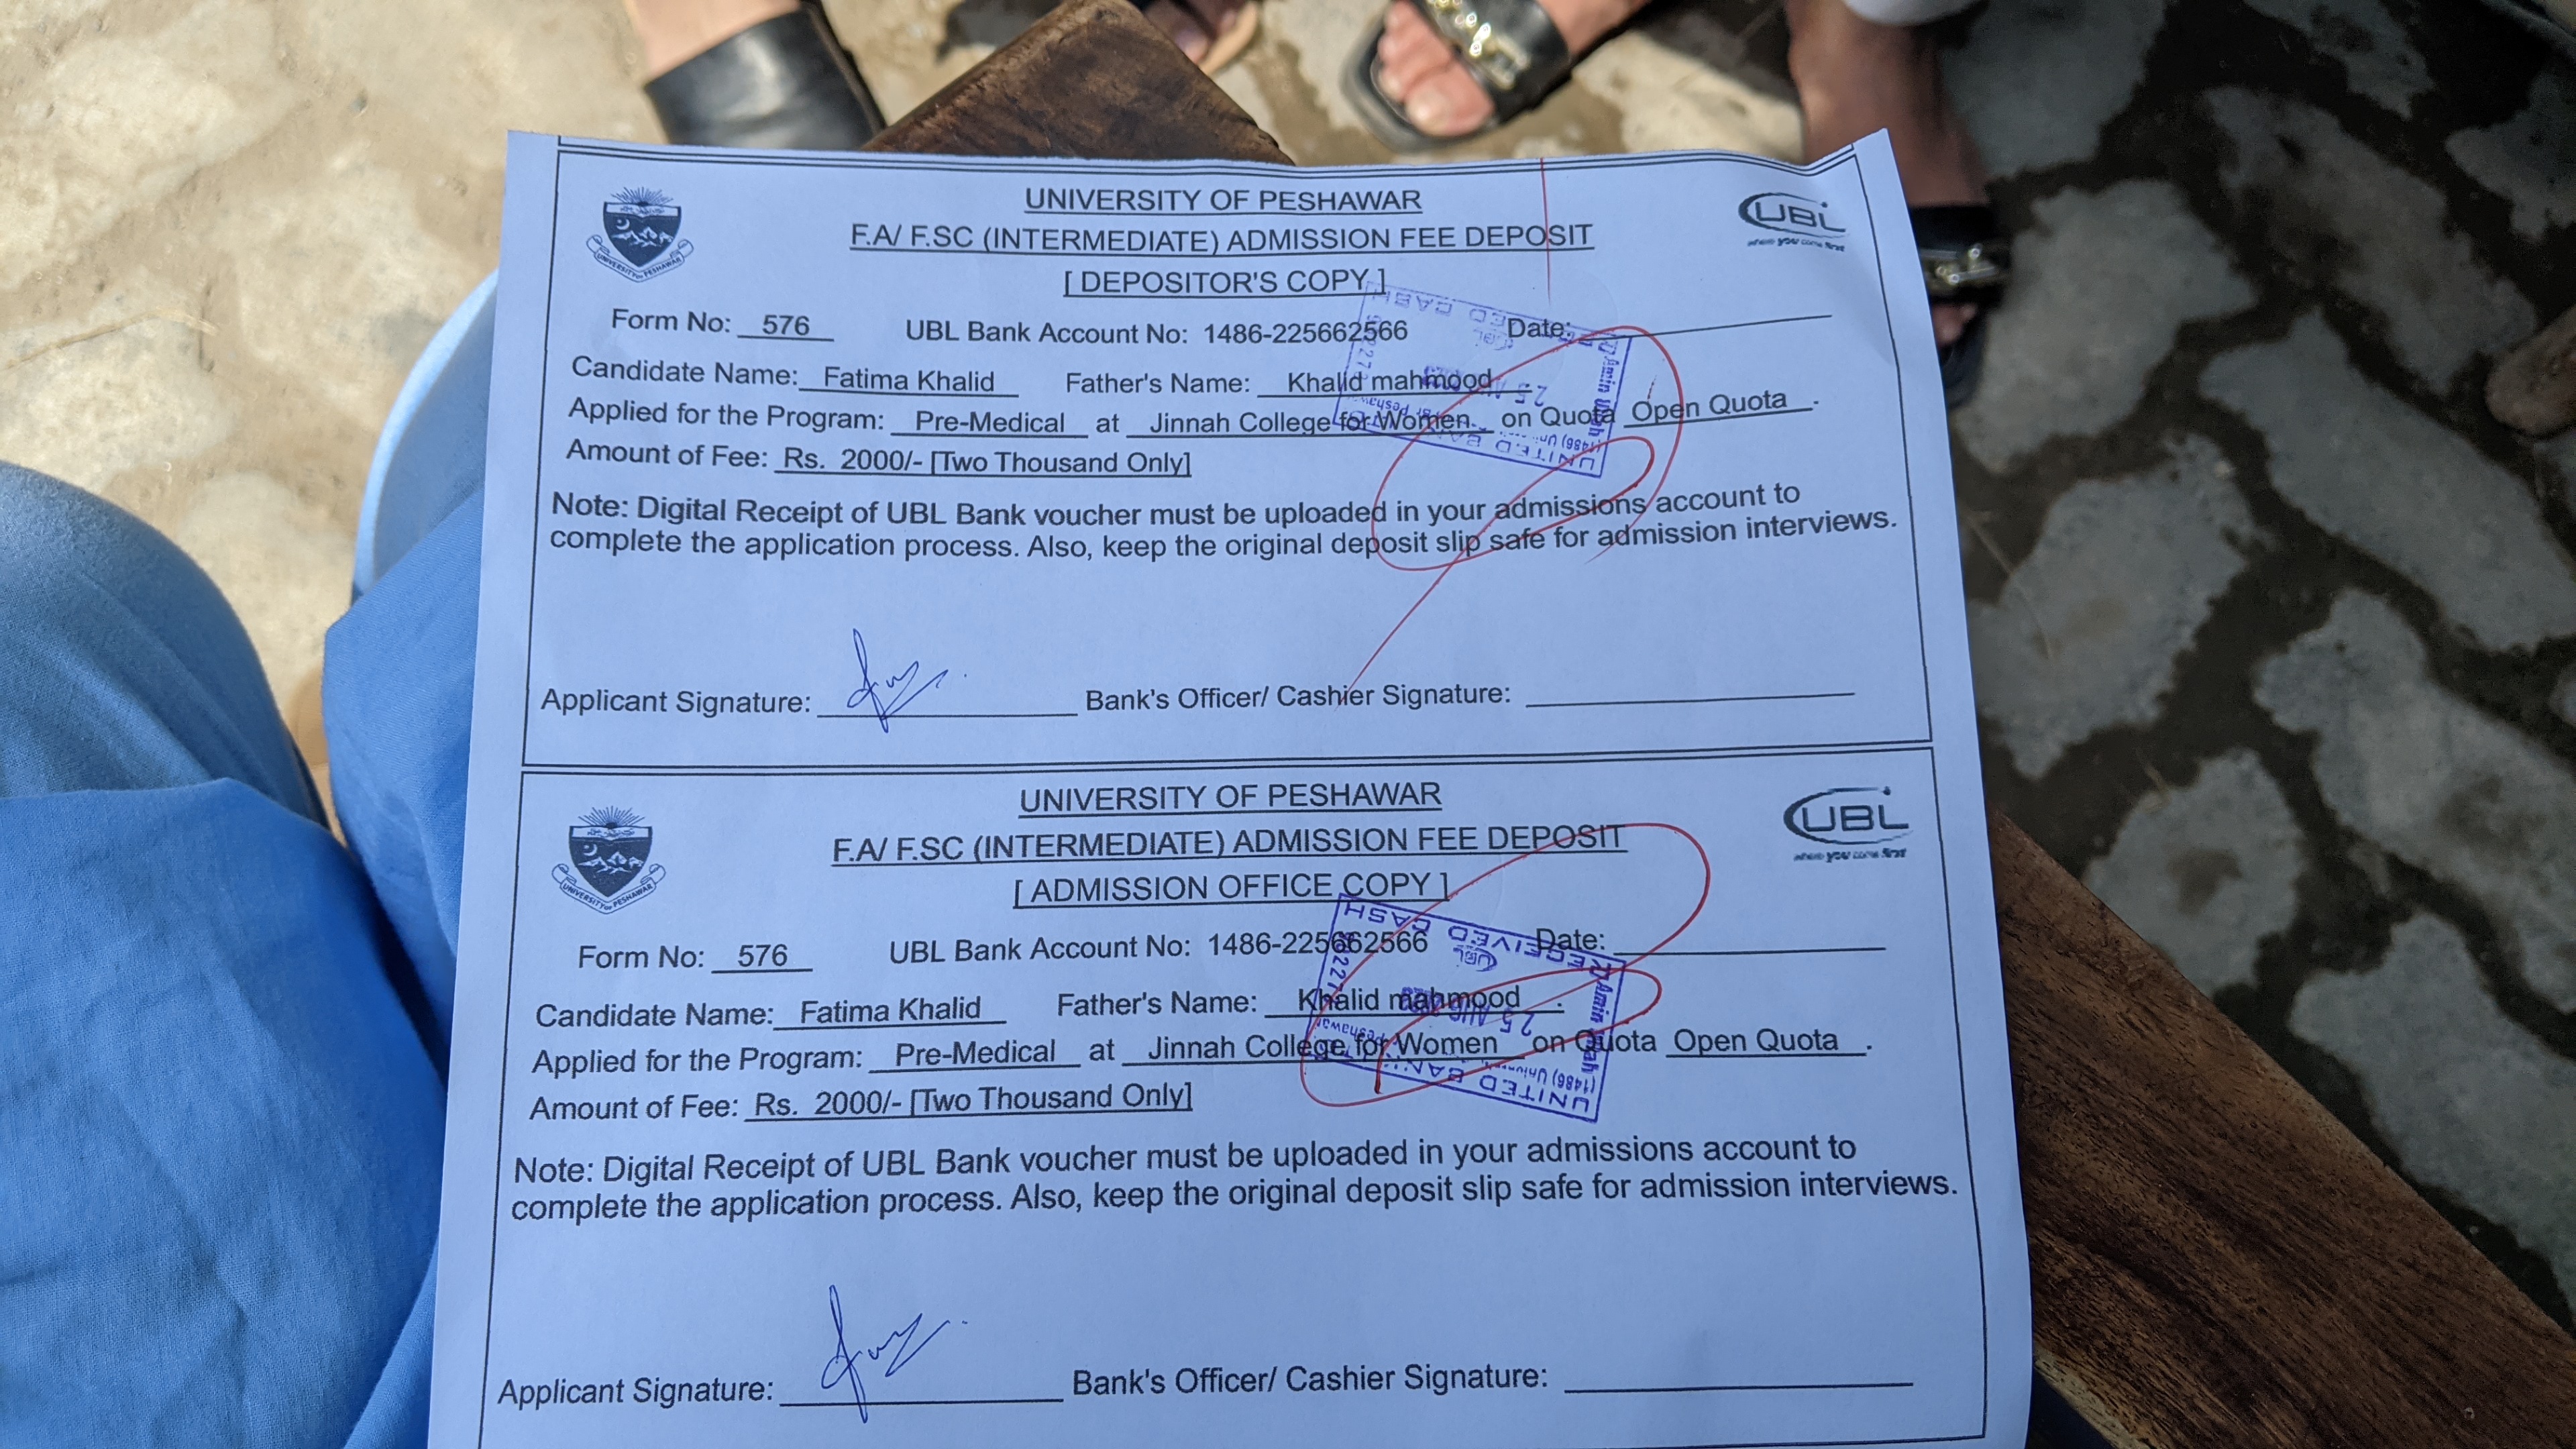 UNIVERSITY OF PESHAWAR
F.A/ F.SC (INTERMEDIATE) ADMISSION FEE DEPOSIT
[ DEPOSITOR'S COPY ]
UNIVERSITY of PESHAWAR
UBL
where you come first
Form No: 576 UBL Bank Account No: 1486-225662566 Date:
Candidate Name: Fatima Khalid Father's Name: Khalid mahmood .
Applied for the Program: Pre-Medical at Jinnah College for Women on Quota Open Quota .
Amount of Fee: Rs. 2000/- [Two Thousand Only]
Note: Digital Receipt of UBL Bank voucher must be uploaded in your admissions account to
complete the application process. Also, keep the original deposit slip safe for admission interviews.
Applicant Signature: Bank's Officer/ Cashier Signature:
UNITED BANK
(1486)
Peshawar
25
UBL
CASH
UNIVERSITY OF PESHAWAR
F.A/ F.SC (INTERMEDIATE) ADMISSION FEE DEPOSIT
[ ADMISSION OFFICE COPY ]
UNIVERSITY of PESHAWAR
UBL
where you come first
Form No: 576 UBL Bank Account No: 1486-225662566 Date:
Candidate Name: Fatima Khalid Father's Name: Khalid mahmood .
Applied for the Program: Pre-Medical at Jinnah College for Women on Quota Open Quota .
Amount of Fee: Rs. 2000/- [Two Thousand Only]
Note: Digital Receipt of UBL Bank voucher must be uploaded in your admissions account to
complete the application process. Also, keep the original deposit slip safe for admission interviews.
Applicant Signature: Bank's Officer/ Cashier Signature:
UNITED BANK
(1486) Peshawar
25 AUG
UBL
RECEIVED CASH